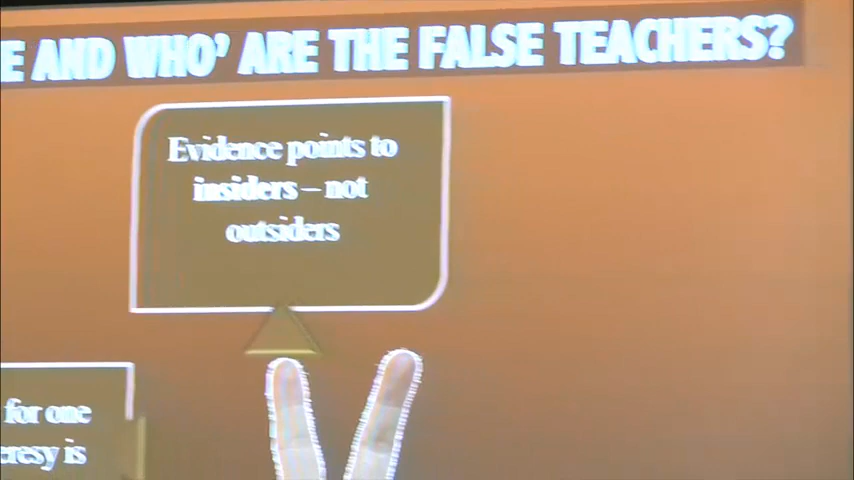 E AND WHO’ ARE THE FALSE TEACHERS?
Evidence points to
insiders – not
outsiders
for one
eresy is